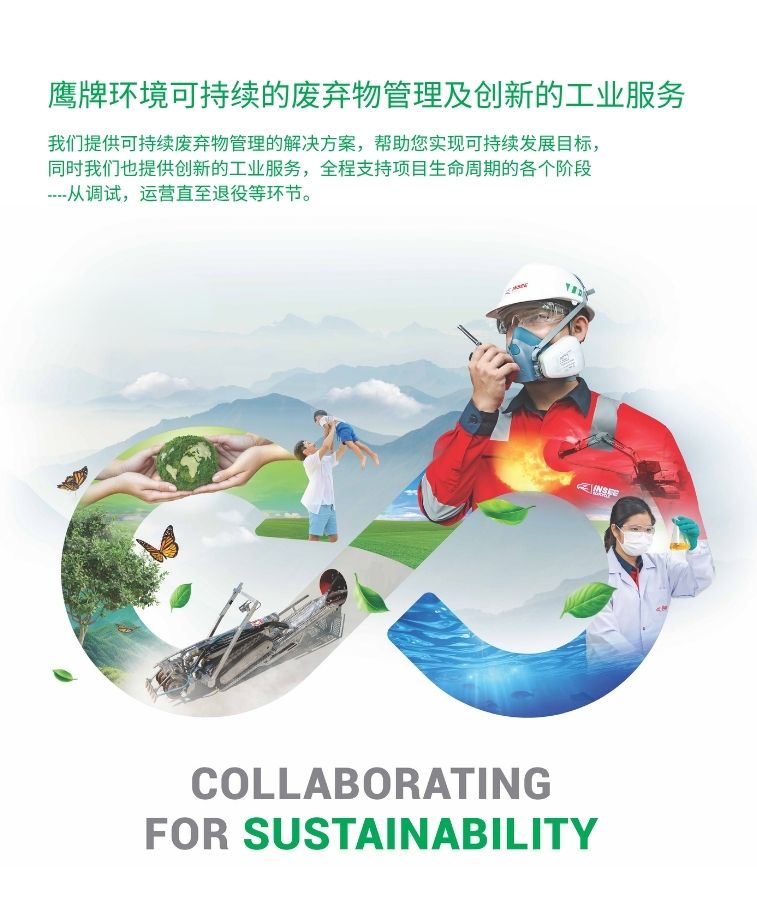 鹰牌环境可持续的废弃物管理及创新的工业服务
我们提供可持续废弃物管理的解决方案，帮助您实现可持续发展目标，
同时我们也提供创新的工业服务，全程支持项目生命周期的各个阶段
----从调试，运营直至退役等环节。
INSEE
INSEE
COLLABORATING
FOR SUSTAINABILITY